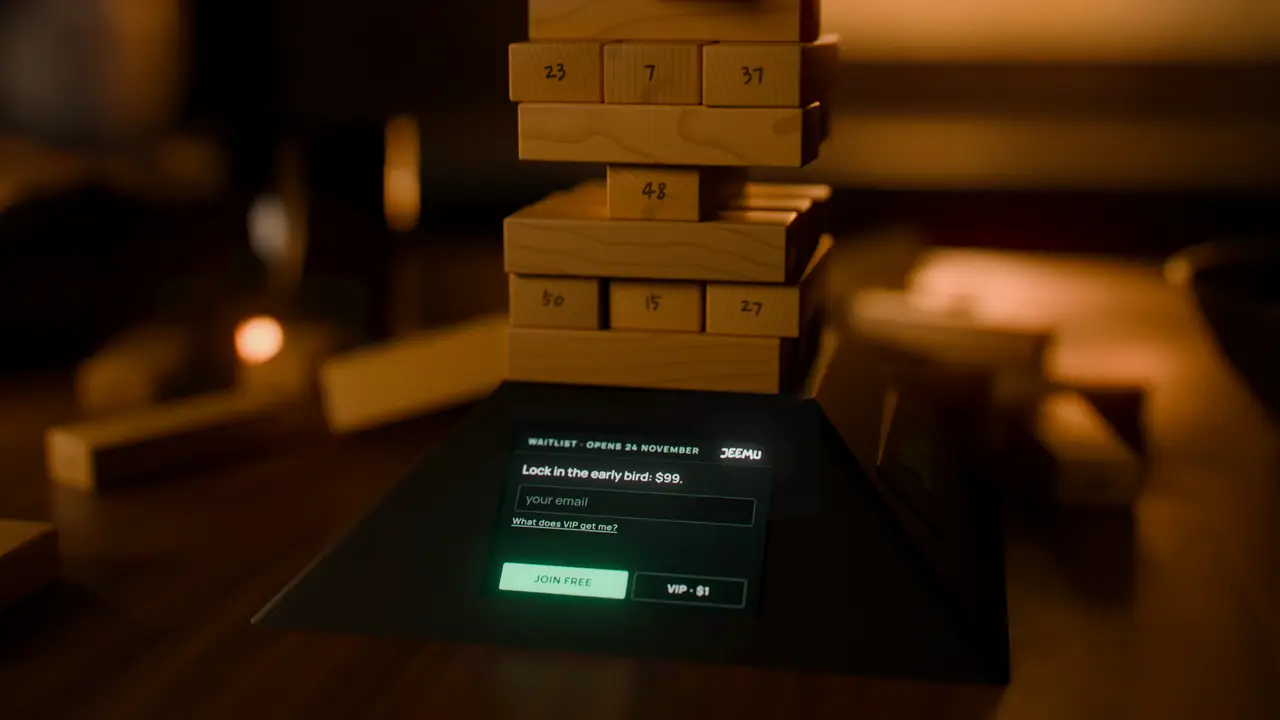 23 7 37
48
50 15 27
WAITLIST · OPENS 24 NOVEMBER JEEMU
Lock in the early bird: $99.
your email
What does VIP get me?
JOIN FREE VIP · $1